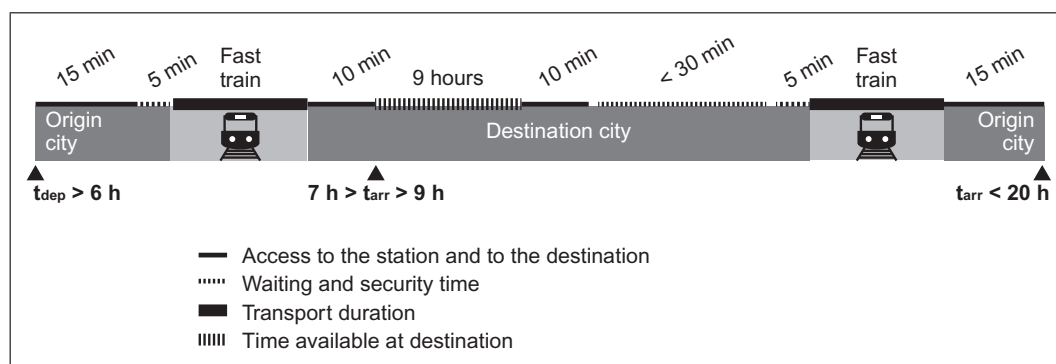 15 min
5 min
Fast
train
10 min
9 hours
10 min
< 30 min
5 min
Fast
train
15 min
Origin
city
Destination city
Origin
city
tdep > 6 h
7 h > tarr > 9 h
tarr < 20 h
Access to the station and to the destination
Waiting and security time
Transport duration
Time available at destination